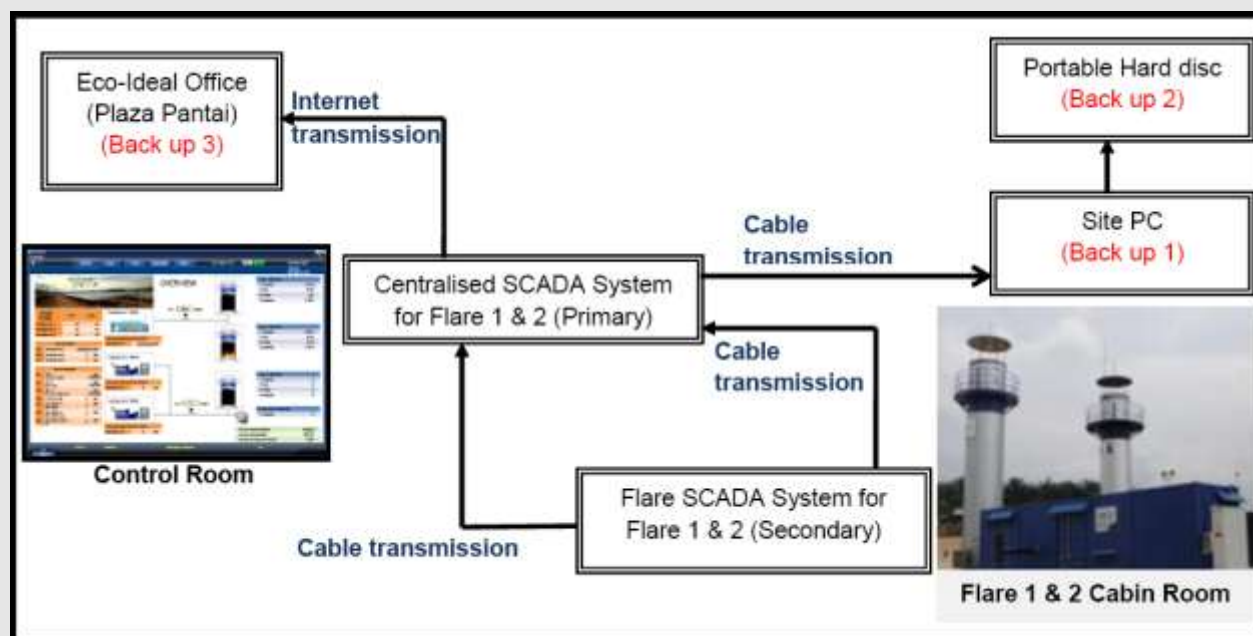 Eco-Ideal Office
(Plaza Pantai)
(Back up 3)
Internet
transmission
Portable Hard disc
(Back up 2)
Site PC
(Back up 1)
Cable
transmission
Centralised SCADA System
for Flare 1 & 2 (Primary)
Cable
transmission
Control Room
Flare SCADA System for
Flare 1 & 2 (Secondary)
Cable transmission
Flare 1 & 2 Cabin Room
OVERVIEW